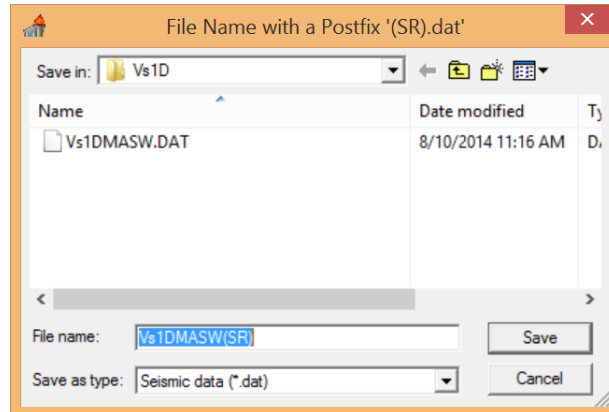 File Name with a Postfix '(SR).dat'
Save in: Vs1D
Name Date modified
Vs1DMASW.DAT 8/10/2014 11:16 AM
File name: Vs1DMASW(SR) Save
Save as type: Seismic data (*.dat) Cancel